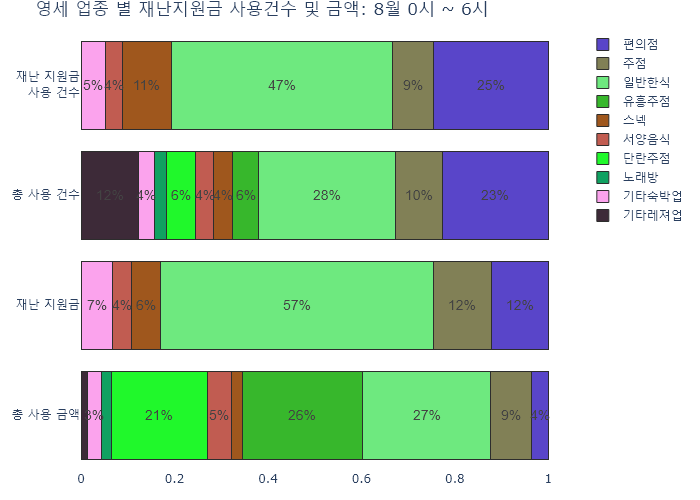 영세 업종 별 재난지원금 사용건수 및 금액: 8월 0시 ~ 6시
재난 지원금
사용 건수
5%
4%
11%
47%
9%
25%
총 사용 건수
12%
4%
6%
4%
4%
6%
28%
10%
23%
재난 지원금
7%
4%
6%
57%
12%
12%
총 사용 금액
3%
21%
5%
26%
27%
9%
4%
0
0.2
0.4
0.6
0.8
1
편의점
주점
일반한식
유흥주점
스넥
서양음식
단란주점
노래방
기타숙박업
기타레져업